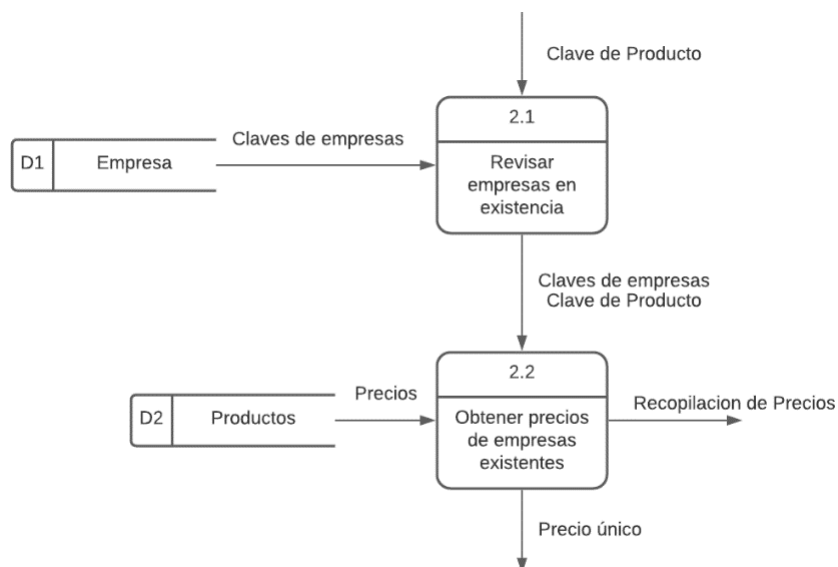 Clave de Producto
2.1
Claves de empresas
D1
Empresa
Revisar
empresas en
existencia
Claves de empresas
Clave de Producto
2.2
Precios
Recopilacion de Precios
D2
Productos
Obtener precios
de empresas
existentes
Precio único